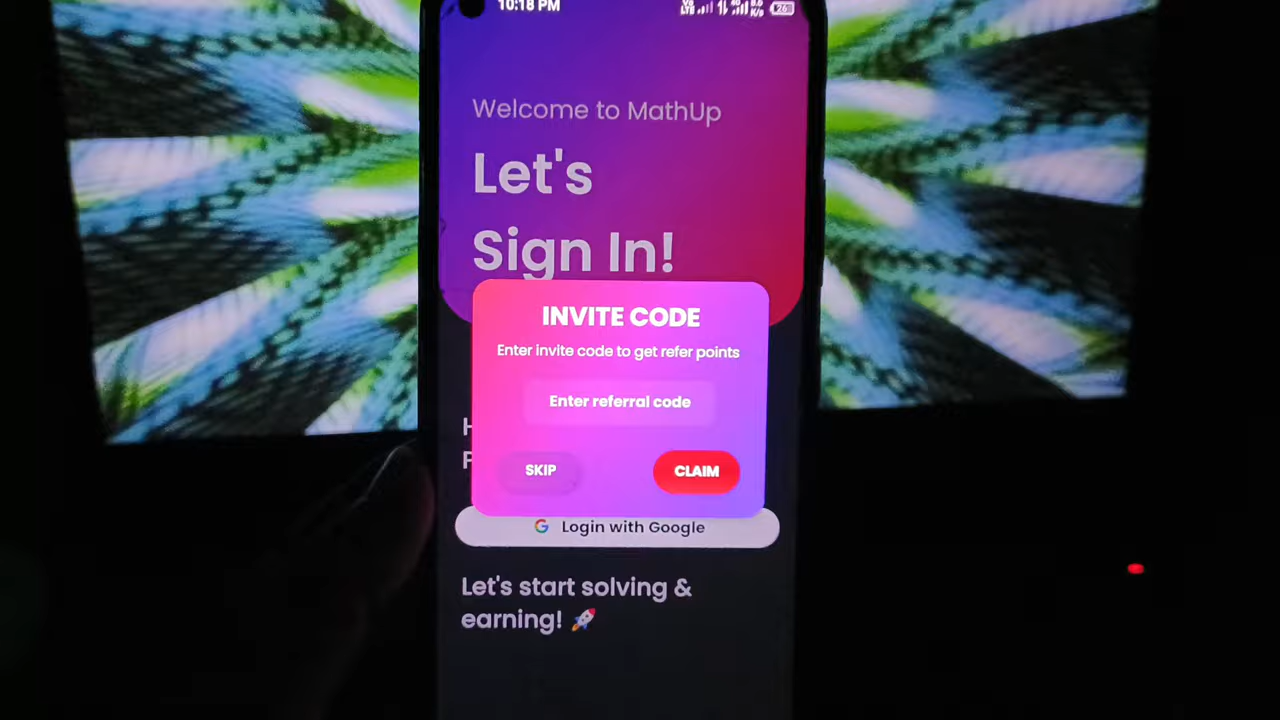 10:18 PM
Welcome to MathUp
Let's
Sign In!
INVITE CODE
Enter invite code to get refer points
Enter referral code
SKIP
CLAIM
Login with Google
Let's start solving &
earning! 🚀